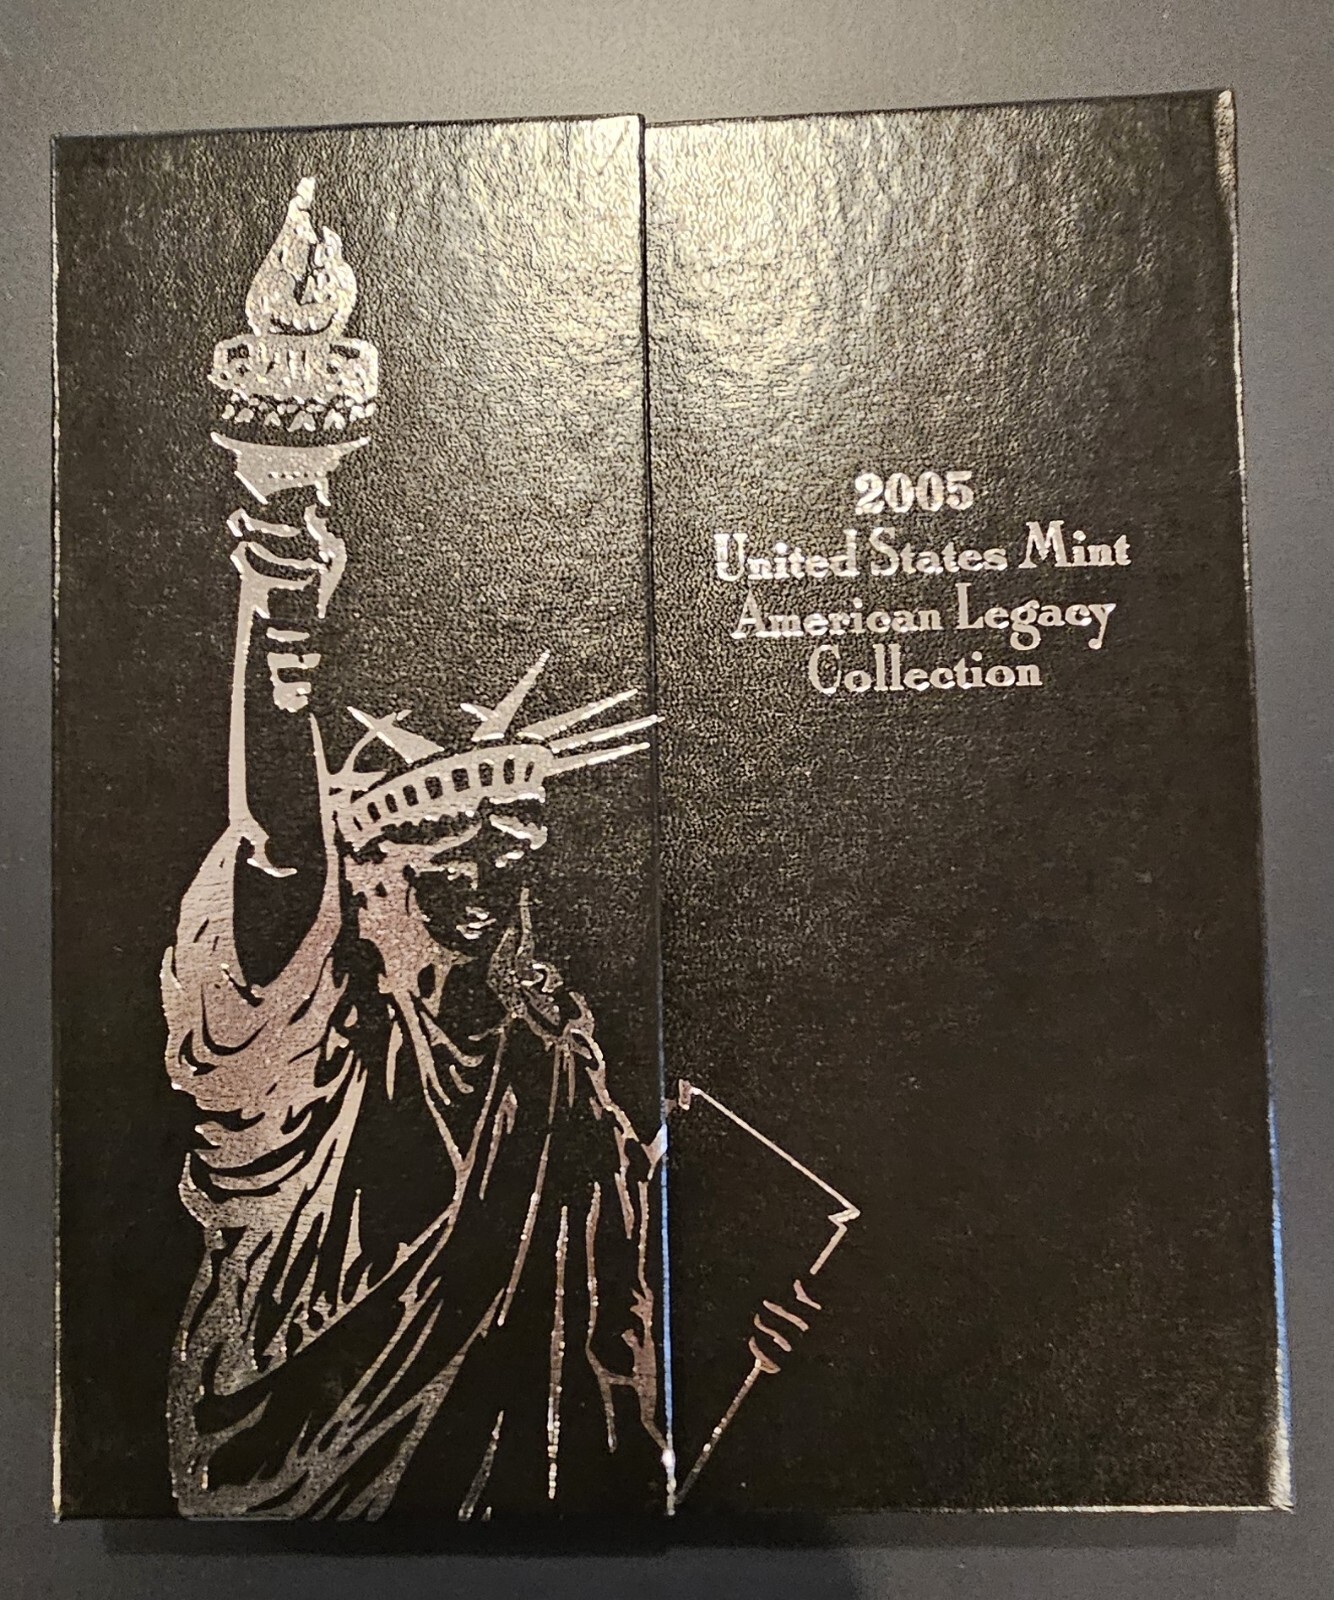 2005
United States Mint
American Legacy
Collection